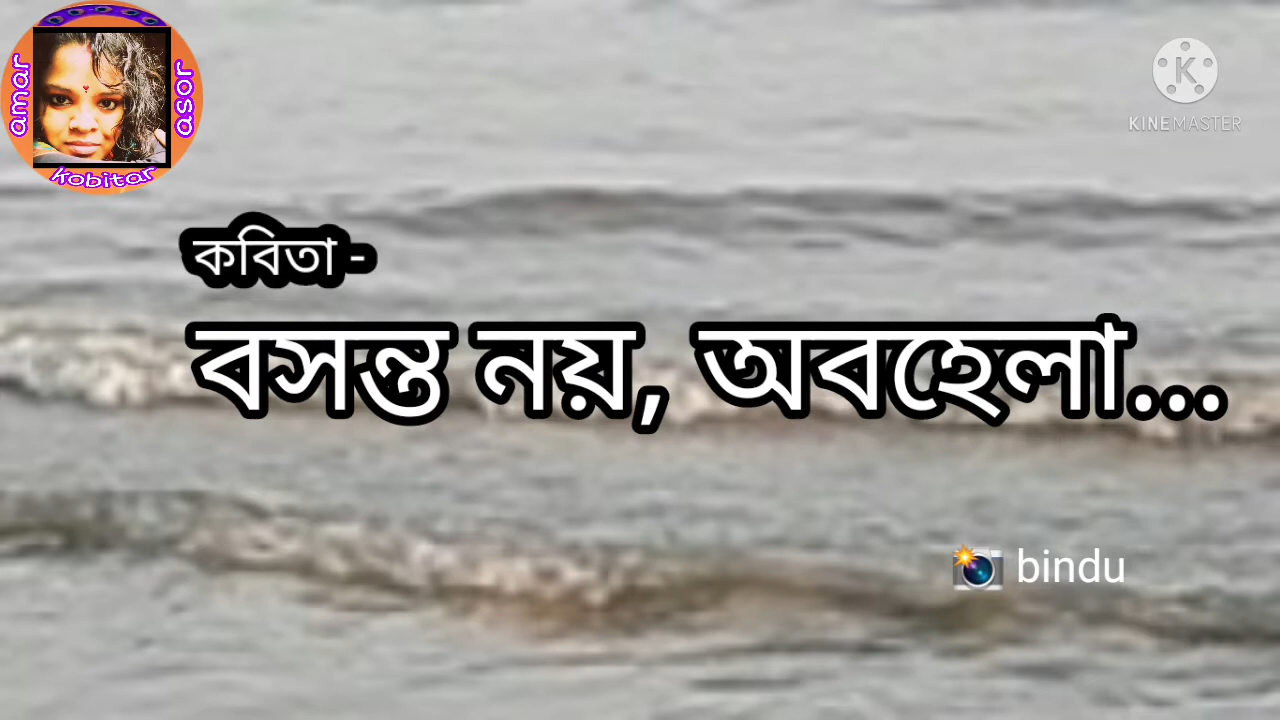 amar
kobitar
asor
KINEMASTER
কবিতা -
বসন্ত নয়, অবহেলা...
bindu